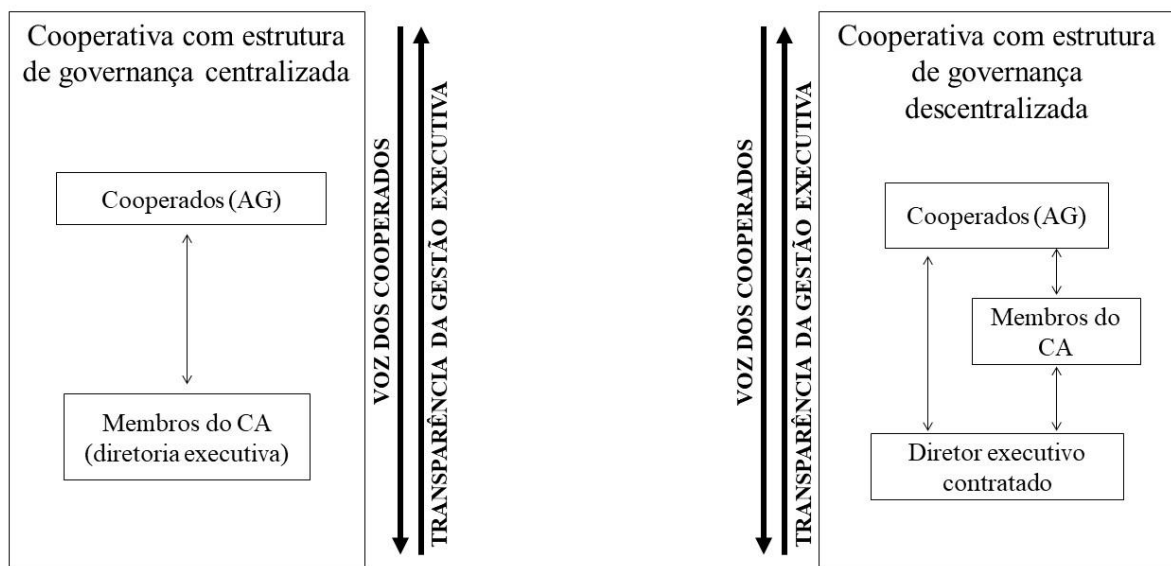 Cooperativa com estrutura
de governança centralizada
Cooperados (AG)
Membros do CA
(diretoria executiva)
VOZ DOS COOPERADOS
TRANSPARÊNCIA DA GESTÃO EXECUTIVA
VOZ DOS COOPERADOS
TRANSPARÊNCIA DA GESTÃO EXECUTIVA
Cooperativa com estrutura
de governança
descentralizada
Cooperados (AG)
Membros do
CA
Diretor executivo
contratado